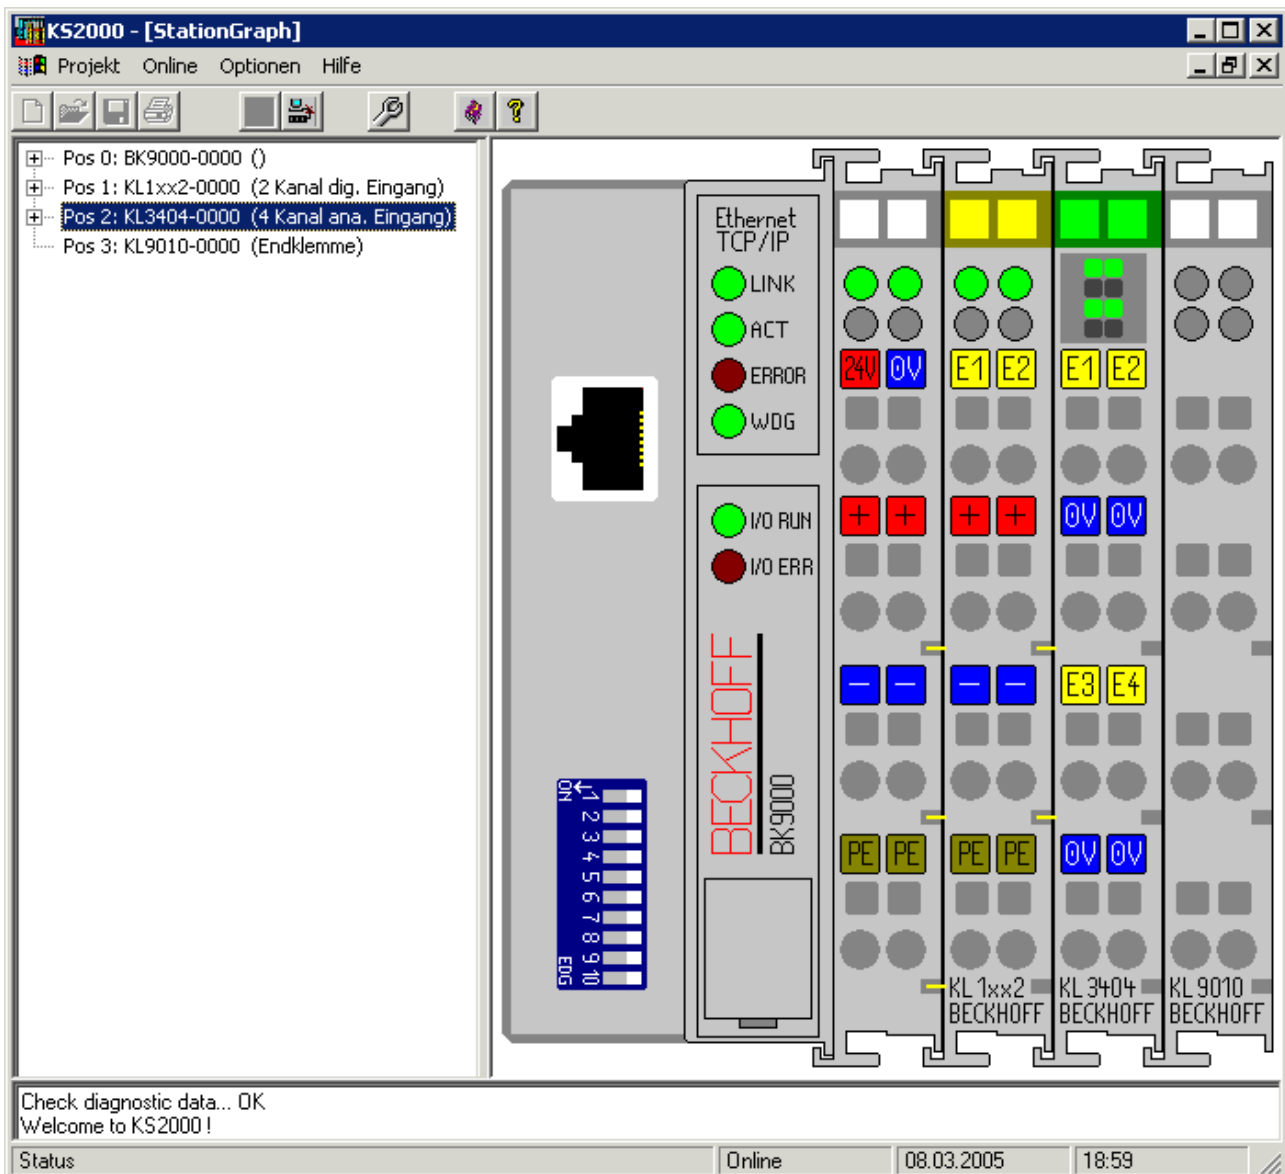 KS2000 - [StationGraph]
Projekt Online Optionen Hilfe
Pos 0: BK9000-0000 ()
Pos 1: KL1xx2-0000 (2 Kanal dig. Eingang)
Pos 2: KL3404-0000 (4 Kanal ana. Eingang)
Pos 3: KL9010-0000 (Endklemme)
Ethernet
TCP/IP
LINK
ACT
ERROR
WDG
I/O RUN
I/O ERR
BECKHOFF
BK9000
ON
1
2
3
4
5
6
7
8
9
10
EDG
24V 0V E1 E2 E1 E2
+ + + + 0V 0V
− − − − E3 E4
PE PE PE PE 0V 0V
KL 1xx2 KL 3404 KL 9010
BECKHOFF BECKHOFF BECKHOFF
Check diagnostic data... OK
Welcome to KS2000 !
Status Online 08.03.2005 18:59